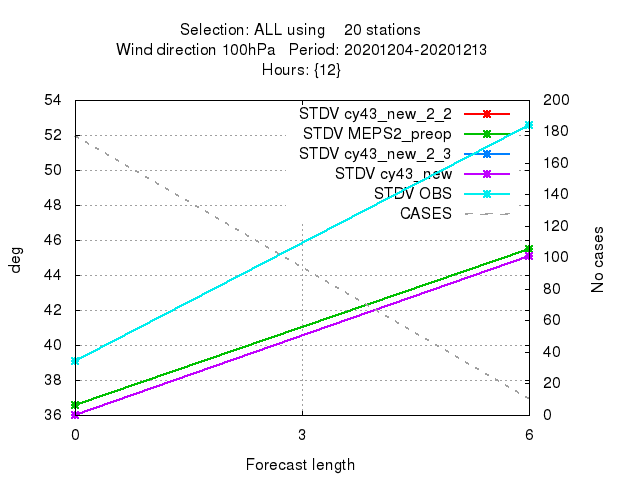 Selection: ALL using 20 stations
Wind direction 100hPa Period: 20201204-20201213
Hours: {12}
STDV cy43_new_2_2
STDV MEPS2_preop
STDV cy43_new_2_3
STDV cy43_new
STDV OBS
CASES
54
52
50
48
46
44
42
40
38
36
deg
200
180
160
140
120
100
80
60
40
20
0
No cases
0 3 6
Forecast length